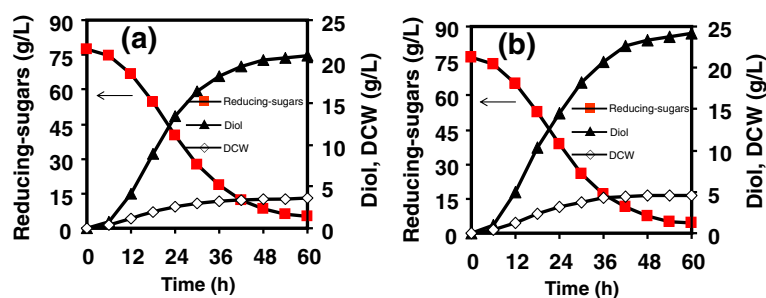 (a)
Reducing-sugars (g/L)
90
75
60
45
30
15
0
25
20
15
10
5
0
Diol, DCW (g/L)
Reducing-sugars
Diol
DCW
0 12 24 36 48 60
Time (h)
(b)
Reducing-sugars (g/L)
90
75
60
45
30
15
0
25
20
15
10
5
0
Diol, DCW (g/L)
Reducing-sugars
Diol
DCW
0 12 24 36 48 60
Time (h)